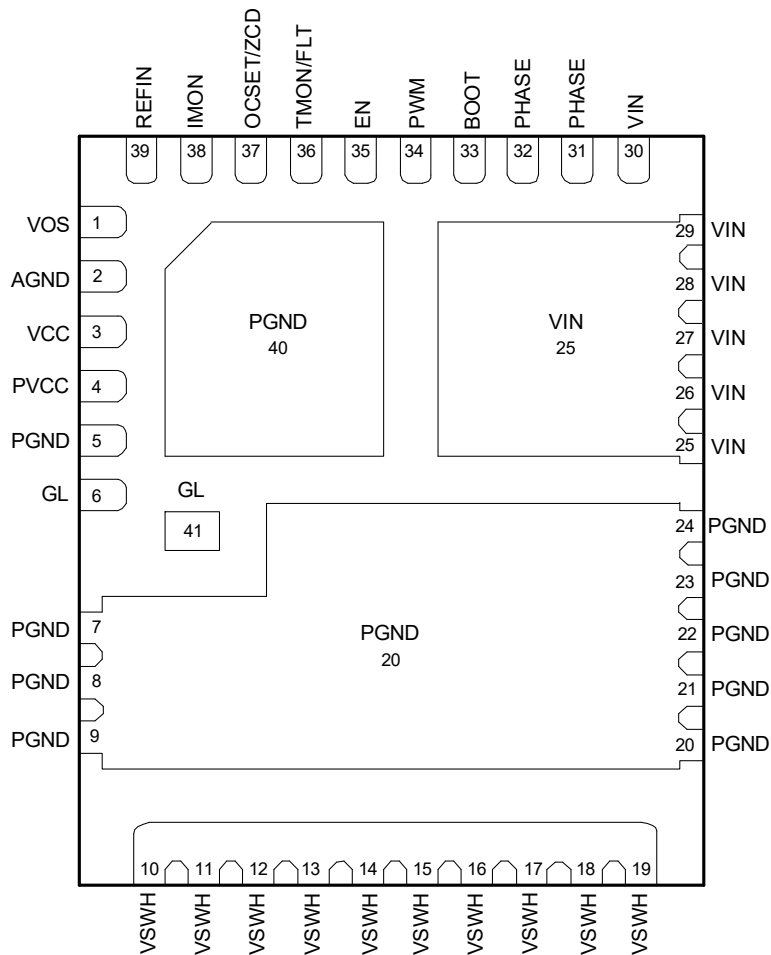 REFIN
IMON
OCSET/ZCD
TMON/FLT
EN
PWM
BOOT
PHASE
PHASE
VIN
39
38
37
36
35
34
33
32
31
30
VOS 1
AGND 2
VCC 3
PVCC 4
PGND 5
GL 6
PGND
40
VIN
25
29 VIN
28 VIN
27 VIN
26 VIN
25 VIN
GL
41
24 PGND
23 PGND
22 PGND
21 PGND
20 PGND
PGND
20
PGND 7
PGND 8
PGND 9
10
11
12
13
14
15
16
17
18
19
VSWH
VSWH
VSWH
VSWH
VSWH
VSWH
VSWH
VSWH
VSWH
VSWH